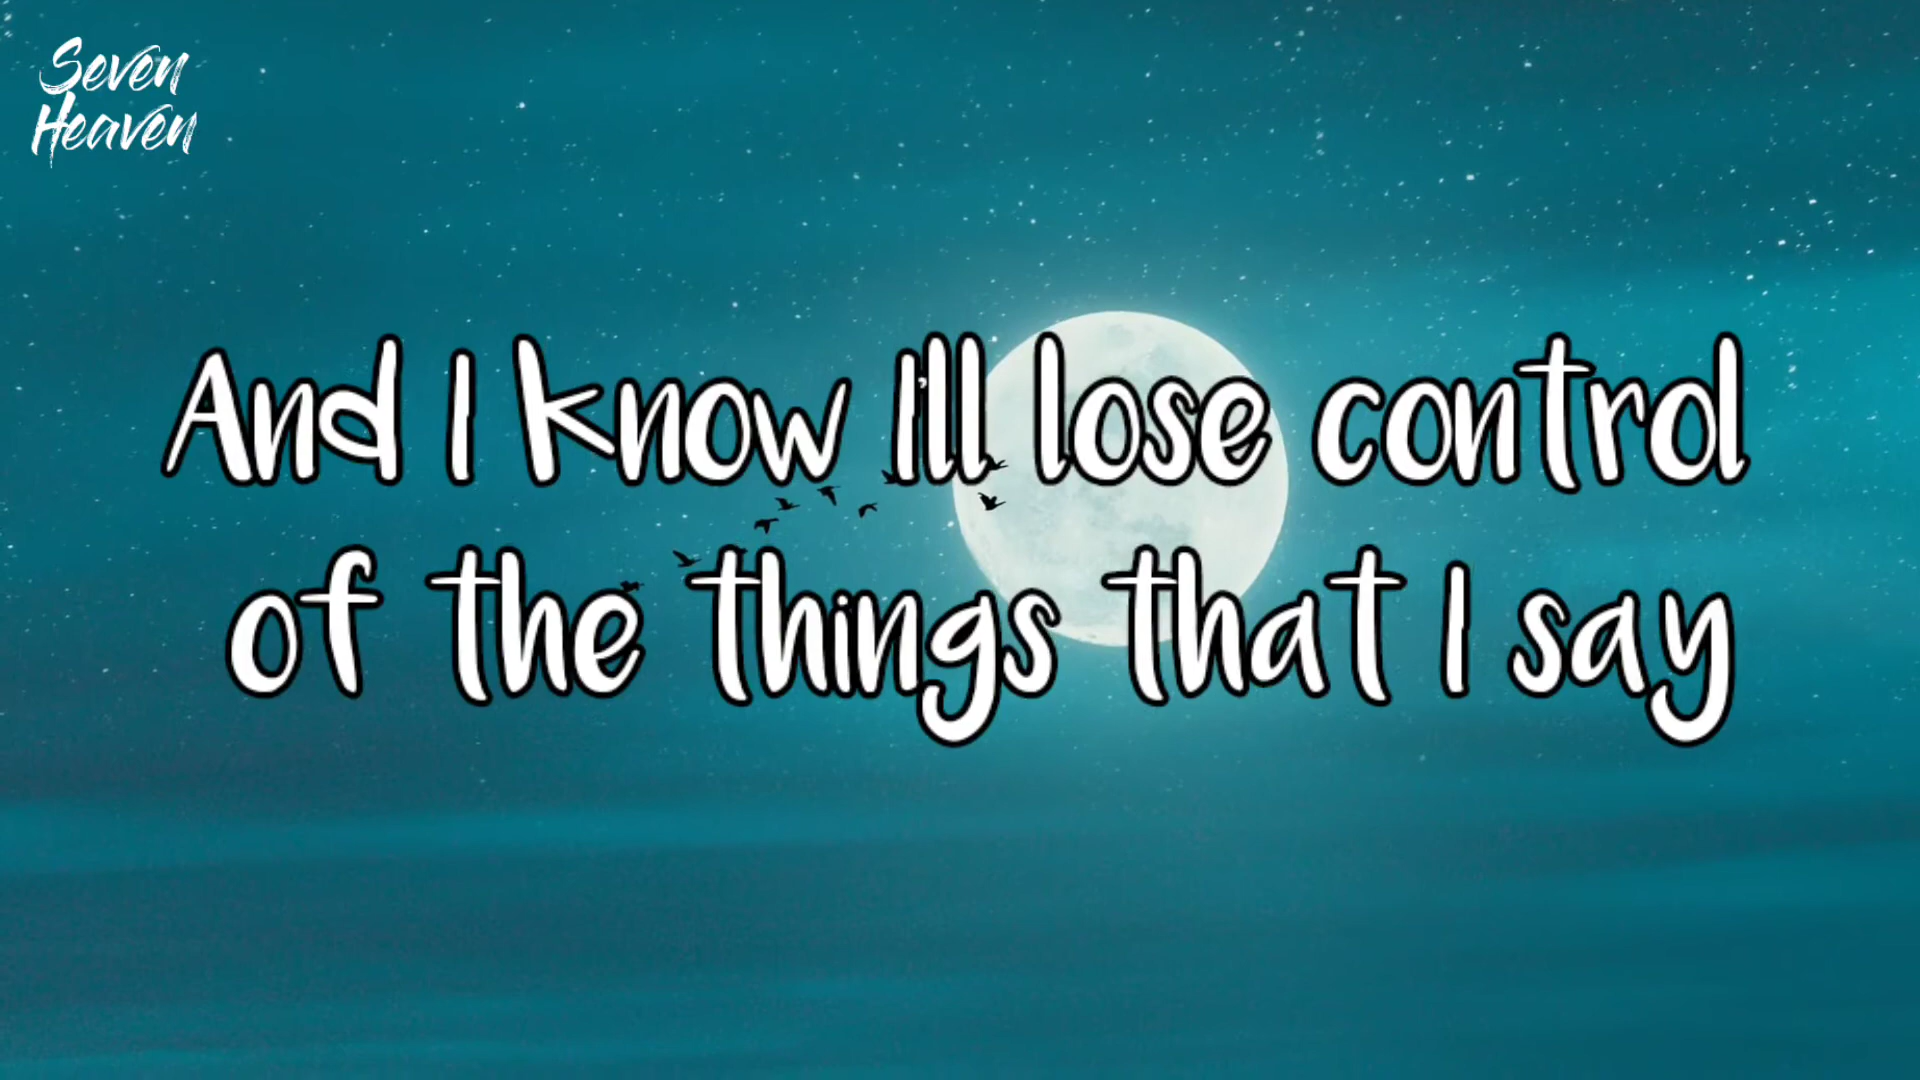 Seven
Heaven
And I know I'll lose control
of the things that I say